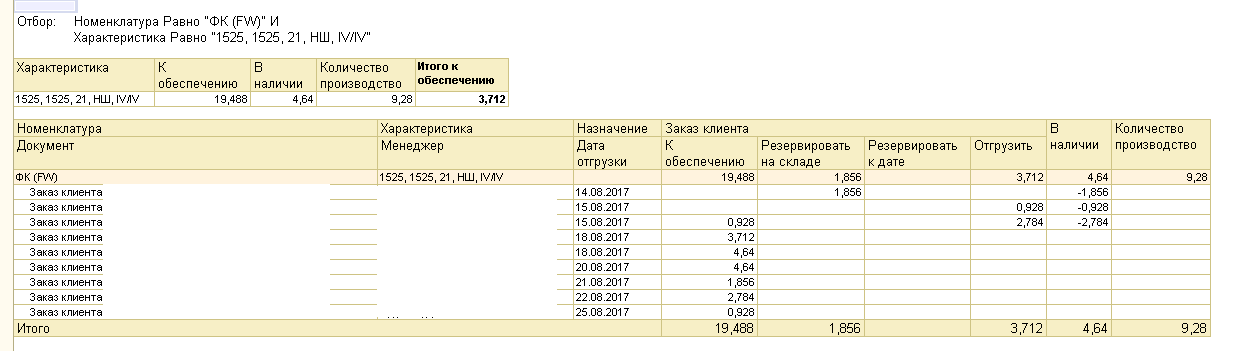 Отбор: Номенклатура Равно "ФК (FW)" И
Характеристика Равно "1525, 1525, 21, НШ, IV/IV"
Характеристика К обеспечению В наличии Количество производство Итого к обеспечению
1525, 1525, 21, НШ, IV/IV 19,488 4,64 9,28 3,712
Номенклатура Характеристика Назначение Заказ клиента В наличии Количество производство
Документ Менеджер Дата отгрузки К обеспечению Резервировать на складе Резервировать к дате Отгрузить
ФК (FW) 1525, 1525, 21, НШ, IV/IV 19,488 1,856 3,712 4,64 9,28
Заказ клиента 14.08.2017 1,856 -1,856
Заказ клиента 15.08.2017 0,928 -0,928
Заказ клиента 15.08.2017 0,928 2,784 -2,784
Заказ клиента 18.08.2017 3,712
Заказ клиента 18.08.2017 4,64
Заказ клиента 20.08.2017 4,64
Заказ клиента 21.08.2017 1,856
Заказ клиента 22.08.2017 2,784
Заказ клиента 25.08.2017 0,928
Итого 19,488 1,856 3,712 4,64 9,28